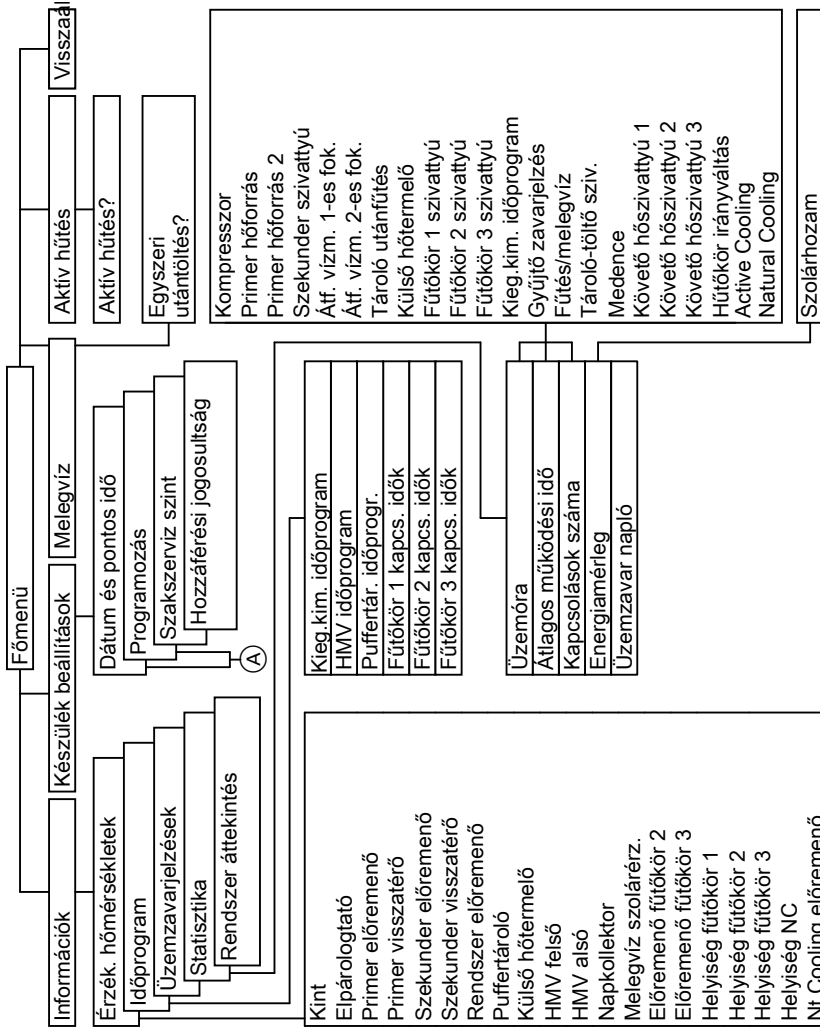 Főmenü
Információk
Készülék beállítások
Melegvíz
Aktív hűtés
Érzék. hőmérsékletek
Időprogram
Üzemzavarjelzések
Statisztika
Rendszer áttekintés
Dátum és pontos idő
Programozás
Szakszerviz szint
Hozzáférési jogosultság
A
Egyszeri
utántöltés?
Aktív hűtés?
Kint
Elpárologtató
Primer előremenő
Primer visszatérő
Szekunder előremenő
Szekunder visszatérő
Rendszer előremenő
Puffertároló
Külső hőtermelő
HMV felső
HMV alsó
Napkollektor
Melegvíz szolárérz.
Előremenő fűtőkör 2
Előremenő fűtőkör 3
Helyiség fűtőkör 1
Helyiség fűtőkör 2
Helyiség fűtőkör 3
Helyiség NC
Nt Cooling előremenő
Kieg.kim. időprogram
HMV időprogram
Puffertár. időprogr.
Fűtőkör 1 kapcs. idők
Fűtőkör 2 kapcs. idők
Fűtőkör 3 kapcs. idők
Üzemóra
Átlagos működési idő
Kapcsolások száma
Energiamérleg
Üzemzavar napló
Kompresszor
Primer hőforrás
Primer hőforrás 2
Szekunder szivattyú
Átf. vízm. 1-es fok.
Átf. vízm. 2-es fok.
Tároló utánfűtés
Külső hőtermelő
Fűtőkör 1 szivattyú
Fűtőkör 2 szivattyú
Fűtőkör 3 szivattyú
Kieg.kim. időprogram
Gyűjtő zavarjelzés
Fűtés/melegvíz
Tároló-töltő sziv.
Medence
Követő hőszivattyú 1
Követő hőszivattyú 2
Követő hőszivattyú 3
Hűtőkör irányváltás
Active Cooling
Natural Cooling
Szolárhozam